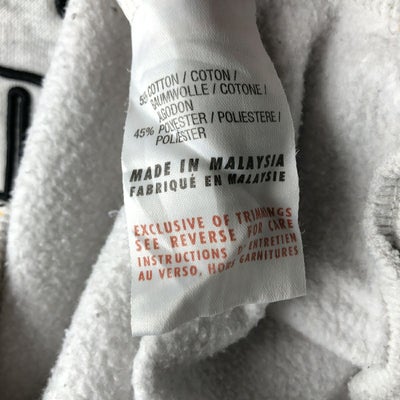 55% COTTON / COTON /
BAUMWOLLE / COTONE /
ALGODON
45% POLYESTER / POLIESTERE /
POLIESTER
MADE IN MALAYSIA
FABRIQUÉ EN MALAYSIE
EXCLUSIVE OF TRIMMINGS
SEE REVERSE FOR CARE
INSTRUCTIONS D'ENTRETIEN
AU VERSO, HORS GARNITURES